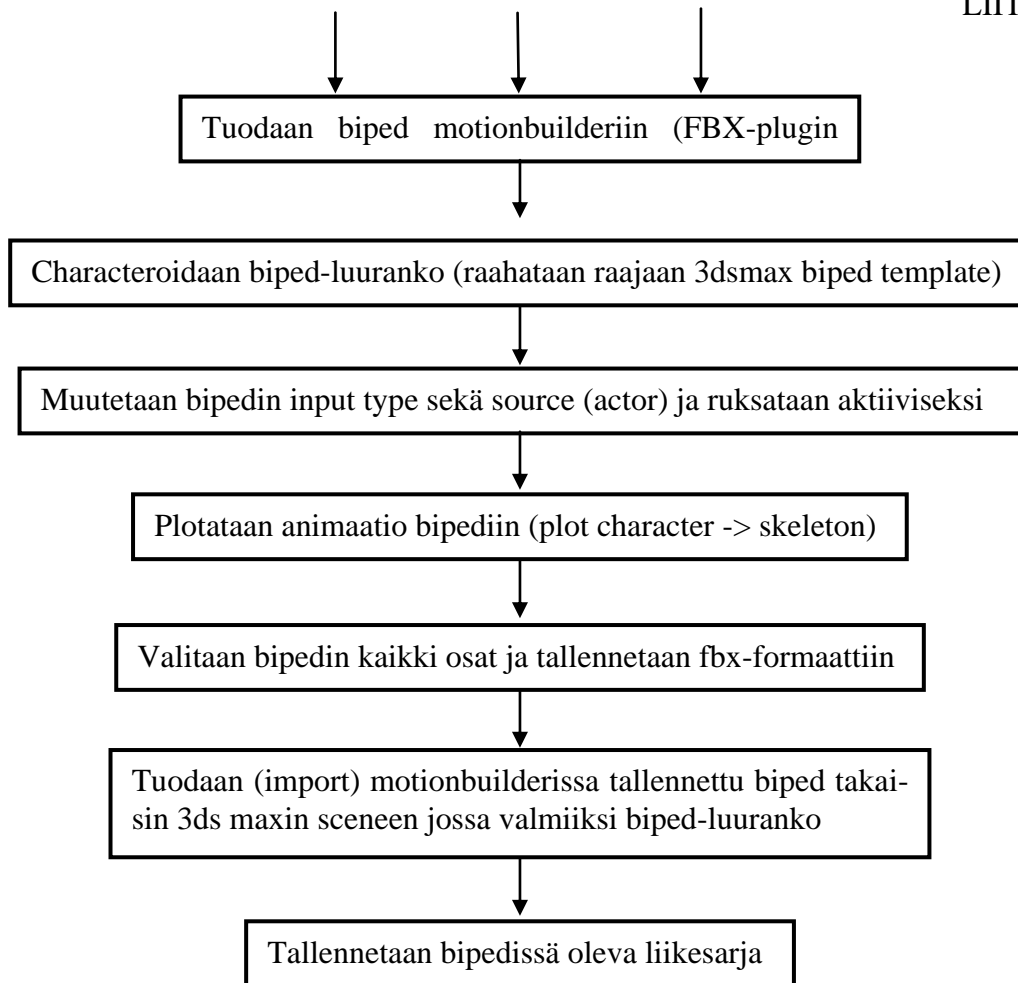 Tuodaan biped motionbuilderiin (FBX-plugin
Characteroidaan biped-luuranko (raahataan raajaan 3dsmax biped template)
Muutetaan bipedin input type sekä source (actor) ja ruksataan aktiiviseksi
Plotataan animaatio bipediin (plot character -> skeleton)
Valitaan bipedin kaikki osat ja tallennetaan fbx-formaattiin
Tuodaan (import) motionbuilderissa tallennettu biped takai-
sin 3ds maxin sceneen jossa valmiiksi biped-luuranko
Tallennetaan bipedissä oleva liikesarja